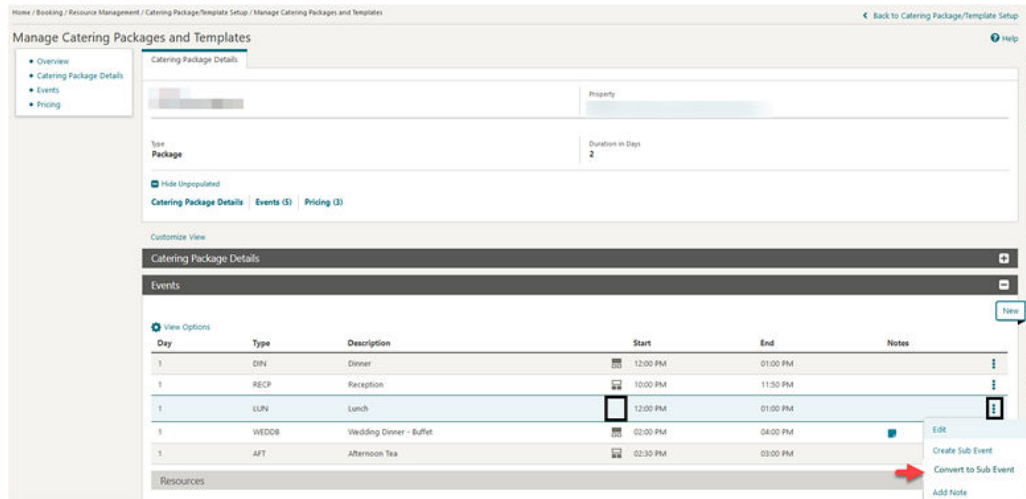 Home / Booking / Resource Management / Catering Package/Template Setup / Manage Catering Packages and Templates
Back to Catering Package/Template Setup
Manage Catering Packages and Templates
Help
Overview
Catering Package Details
Events
Pricing
Catering Package Details
Property
Type
Package
Duration in Days
2
Hide Unpopulated
Catering Package Details Events (5) Pricing (3)
Customize View
Catering Package Details
Events
New
View Options
Day Type Description Start End Notes
1 DIN Dinner 12:00 PM 01:00 PM
1 RECP Reception 10:00 PM 11:50 PM
1 LUN Lunch 12:00 PM 01:00 PM
1 WEDDB Wedding Dinner - Buffet 02:00 PM 04:00 PM
1 AFT Afternoon Tea 02:30 PM 03:00 PM
Edit
Create Sub Event
Convert to Sub Event
Add Note
Resources